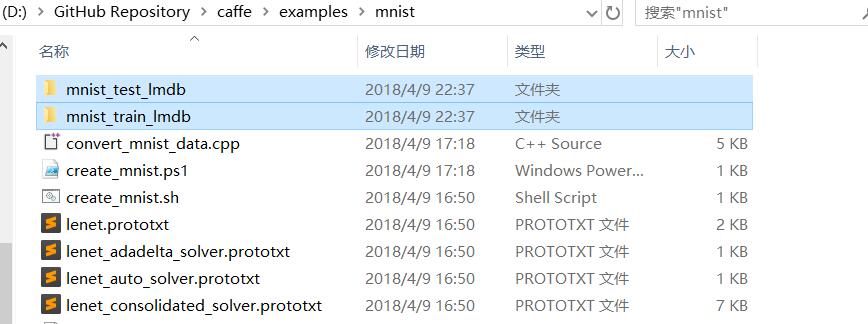 (D:) > GitHub Repository > caffe > examples > mnist 搜索"mnist"
名称 修改日期 类型 大小
mnist_test_lmdb 2018/4/9 22:37 文件夹
mnist_train_lmdb 2018/4/9 22:37 文件夹
convert_mnist_data.cpp 2018/4/9 17:18 C++ Source 5 KB
create_mnist.ps1 2018/4/9 17:18 Windows Power... 1 KB
create_mnist.sh 2018/4/9 16:50 Shell Script 1 KB
lenet.prototxt 2018/4/9 16:50 PROTOTXT 文件 2 KB
lenet_adadelta_solver.prototxt 2018/4/9 16:50 PROTOTXT 文件 1 KB
lenet_auto_solver.prototxt 2018/4/9 16:50 PROTOTXT 文件 1 KB
lenet_consolidated_solver.prototxt 2018/4/9 16:50 PROTOTXT 文件 7 KB